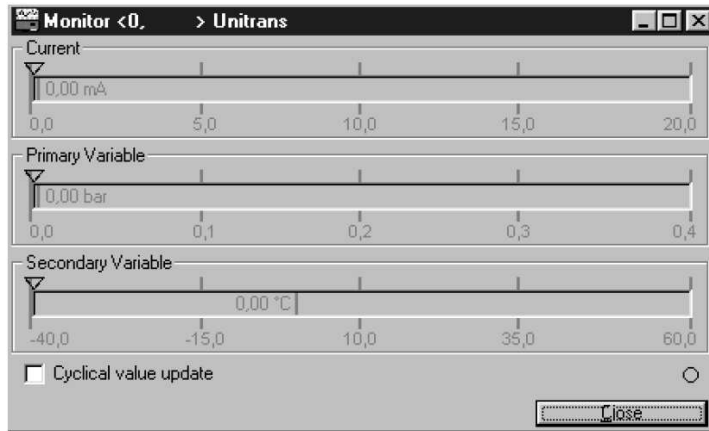 Monitor <0, > Unitrans
Current
0,00 mA
0,0 5,0 10,0 15,0 20,0
Primary Variable
0,00 bar
0,0 0,1 0,2 0,3 0,4
Secondary Variable
0,00 °C
-40,0 -15,0 10,0 35,0 60,0
Cyclical value update
Close